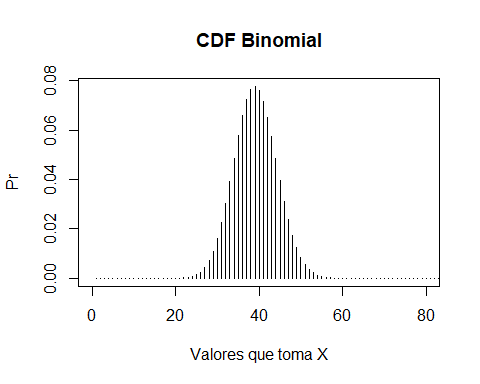 CDF Binomial
Pr
0.00 0.02 0.04 0.06 0.08
0 20 40 60 80
Valores que toma X